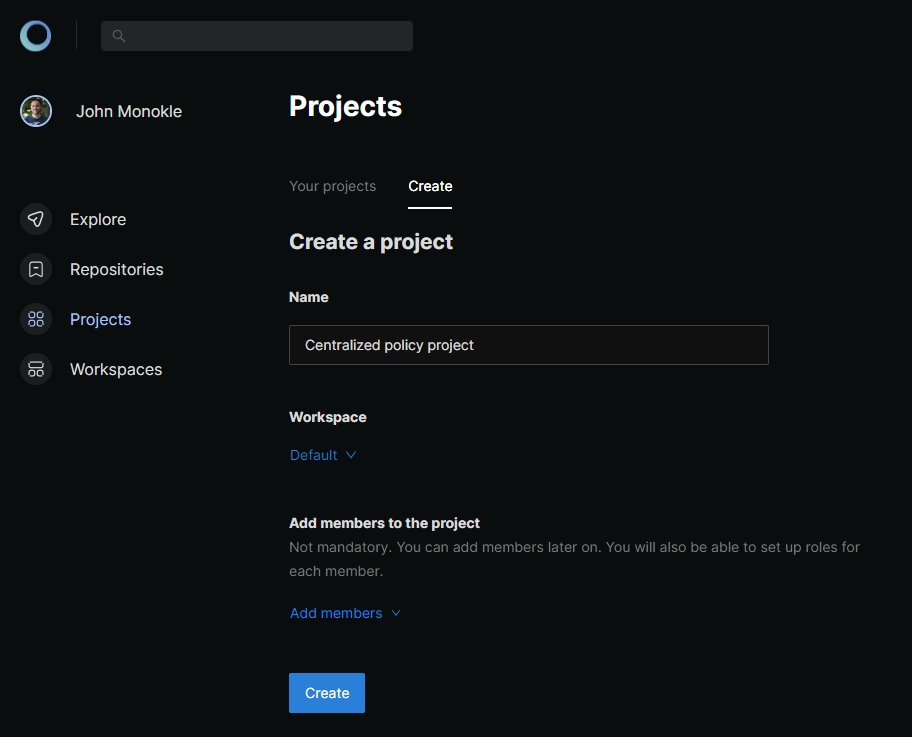 John Monokle
Explore
Repositories
Projects
Workspaces
Projects
Your projects
Create
Create a project
Name
Centralized policy project
Workspace
Default
Add members to the project
Not mandatory. You can add members later on. You will also be able to set up roles for
each member.
Add members
Create